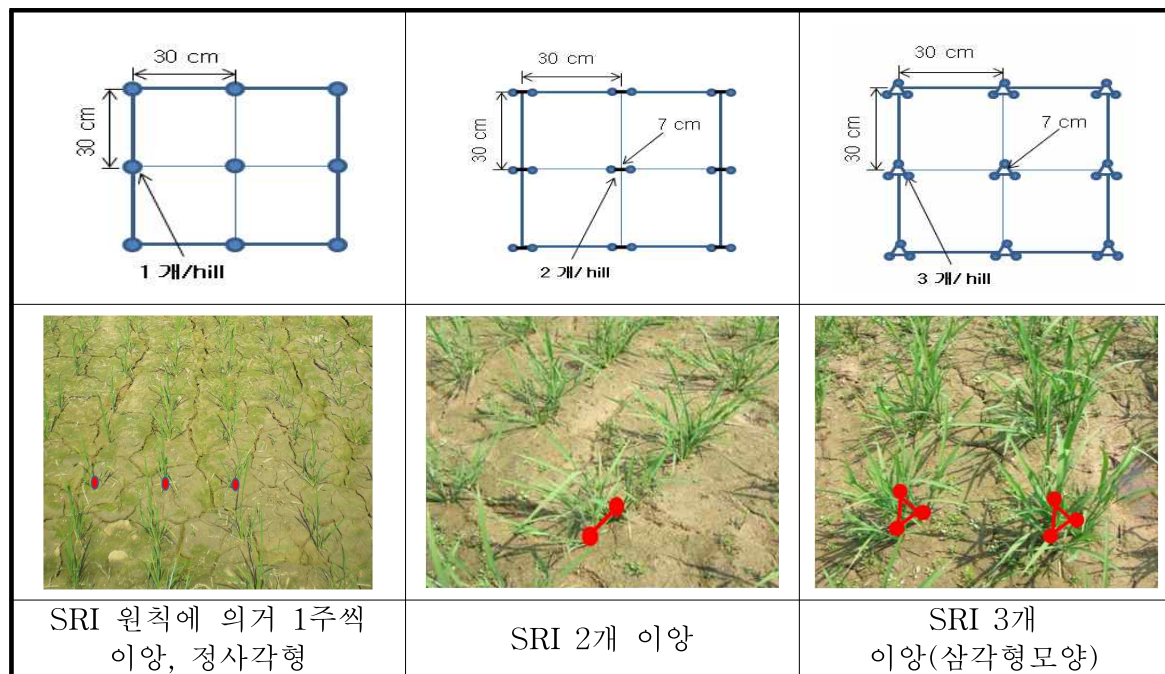 30 cm
30 cm
1 개/hill
30 cm
30 cm
7 cm
2 개/ hill
30 cm
30 cm
7 cm
3 개/ hill
SRI 원칙에 의거 1주씩
이앙, 정사각형
SRI 2개 이앙
SRI 3개
이앙(삼각형모양)